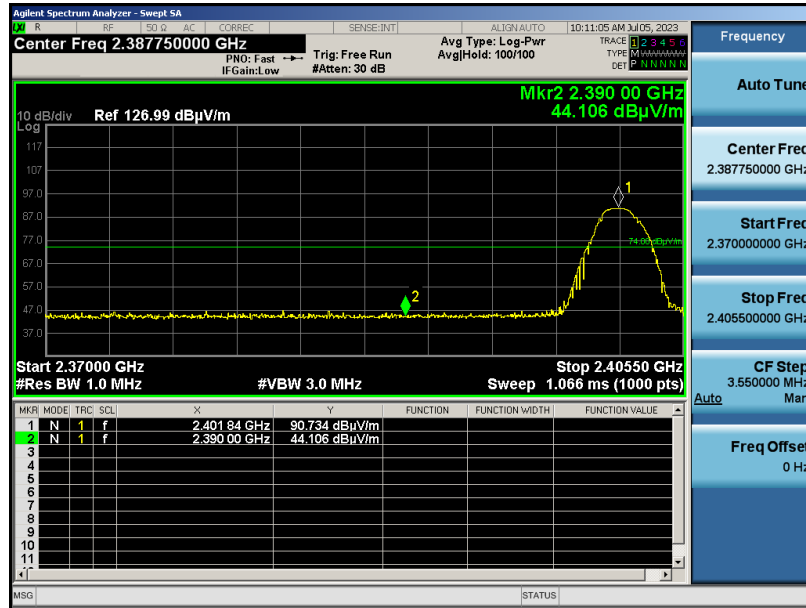 Agilent Spectrum Analyzer - Swept SA
LXI R RF 50 Ω AC CORREC SENSE:INT ALIGN AUTO 10:11:05 AM Jul 05, 2023
Center Freq 2.387750000 GHz
PNO: Fast
IFGain:Low
Trig: Free Run
#Atten: 30 dB
Avg Type: Log-Pwr
Avg|Hold: 100/100
TRACE 1 2 3 4 5 6
TYPE M
DET P N N N N N
Mkr2 2.390 00 GHz
44.106 dBµV/m
10 dB/div Ref 126.99 dBµV/m
Log
117
107
97.0
87.0
77.0
67.0
57.0
47.0
37.0
1
74.00 dBµV/m
2
Start 2.37000 GHz Stop 2.40550 GHz
#Res BW 1.0 MHz #VBW 3.0 MHz Sweep 1.066 ms (1000 pts)
MKR MODE TRC SCL X Y FUNCTION FUNCTION WIDTH FUNCTION VALUE
1 N 1 f 2.401 84 GHz 90.734 dBµV/m
2 N 1 f 2.390 00 GHz 44.106 dBµV/m
3
4
5
6
7
8
9
10
11
MSG STATUS
Frequency
Auto Tune
Center Freq
2.387750000 GHz
Start Freq
2.370000000 GHz
Stop Freq
2.405500000 GHz
CF Step
3.550000 MHz
Auto Man
Freq Offset
0 Hz